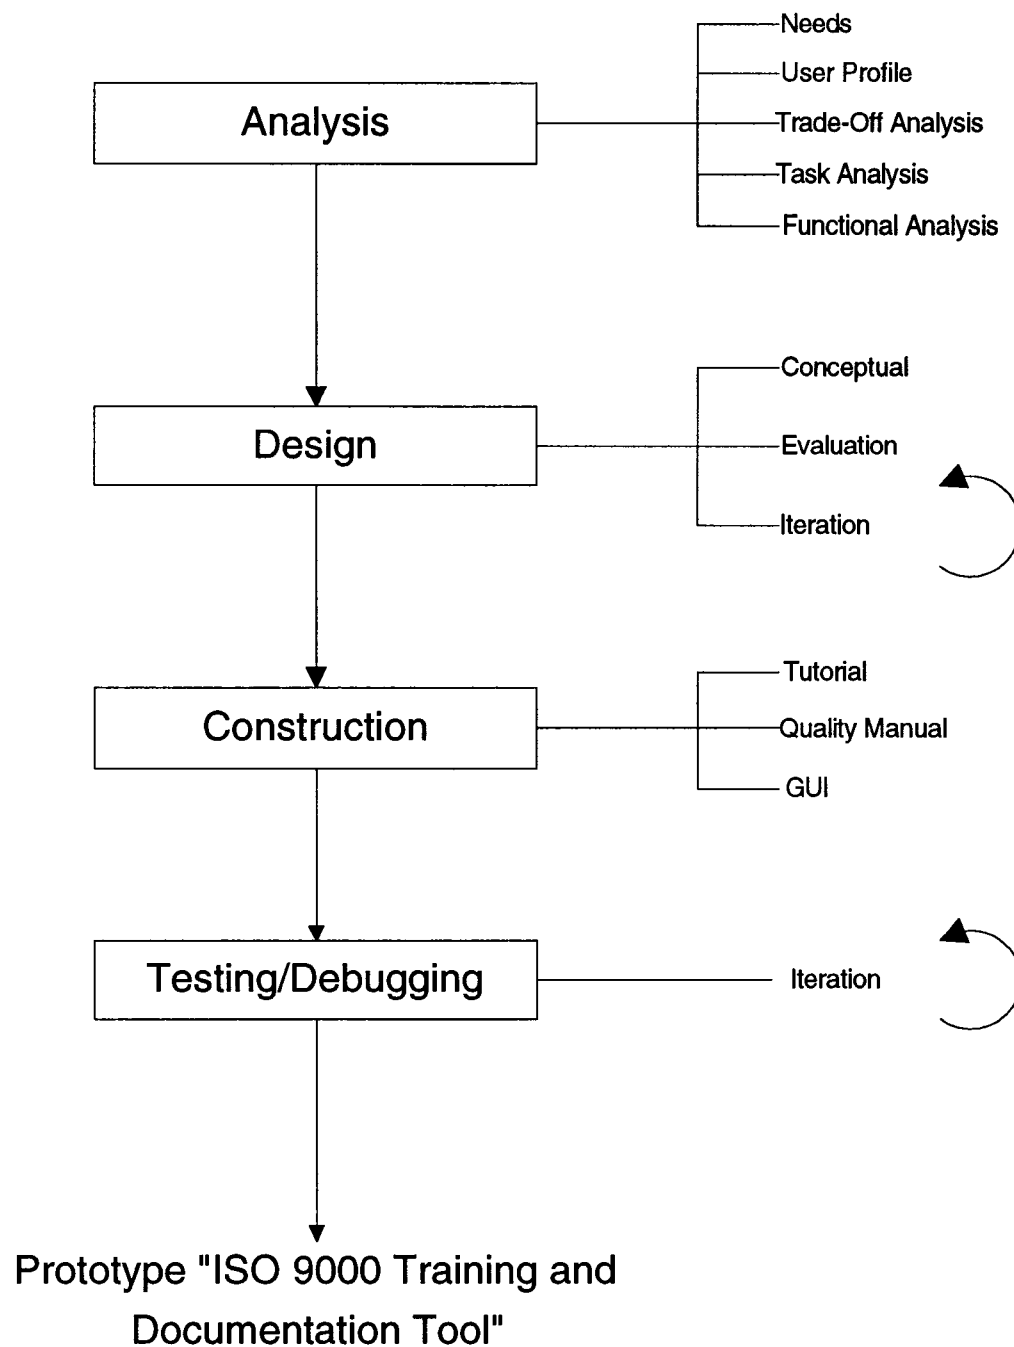 Needs
User Profile
Analysis
Trade-Off Analysis
Task Analysis
Functional Analysis
Conceptual
Design
Evaluation
Iteration
Tutorial
Construction
Quality Manual
GUI
Testing/Debugging
Iteration
Prototype "ISO 9000 Training and
Documentation Tool"